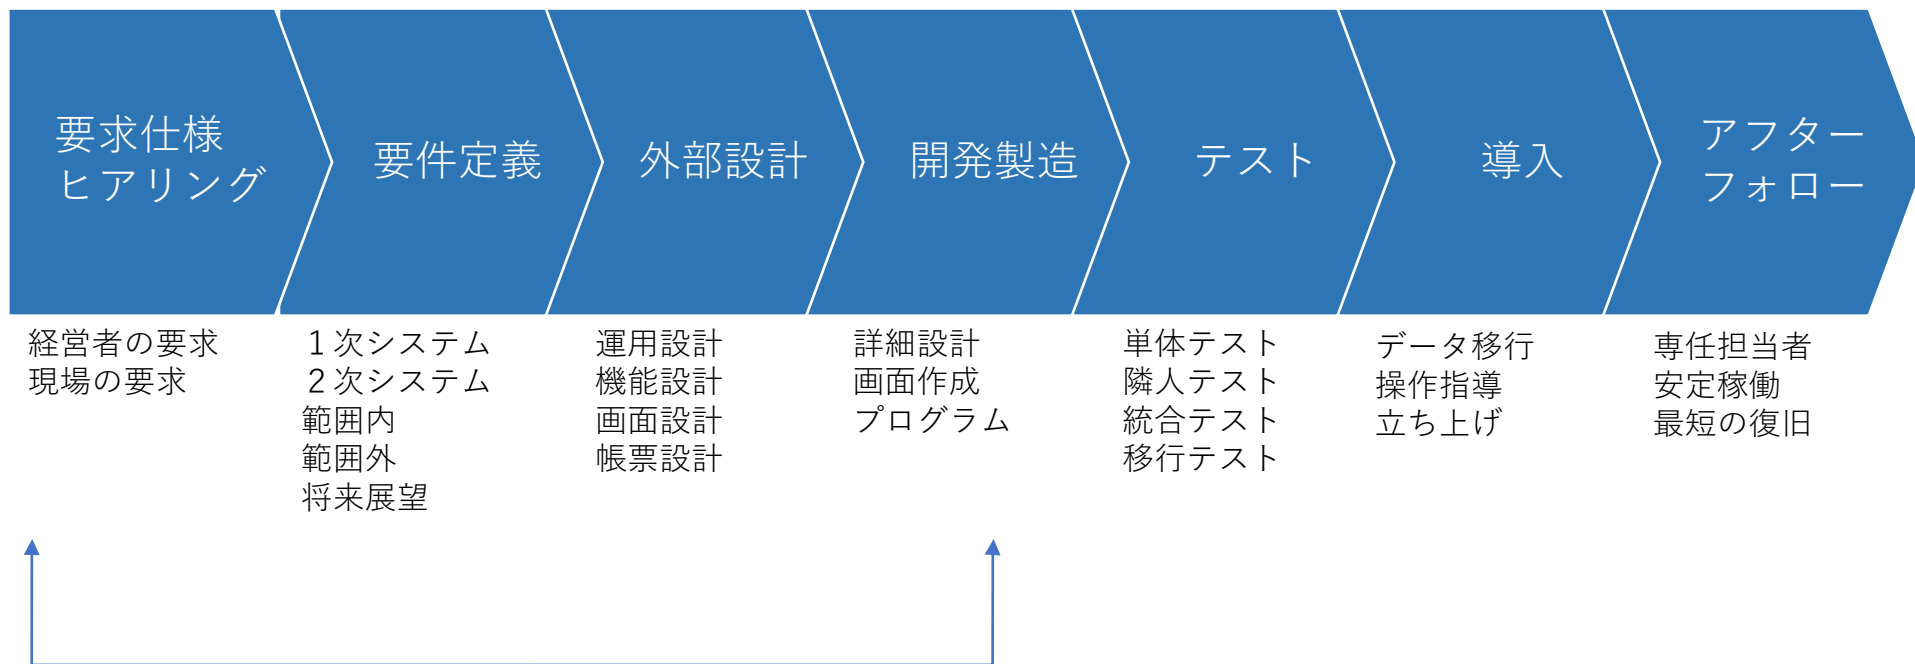 要求仕様
ヒアリング
要件定義
外部設計
開発製造
テスト
導入
アフター
フォロー
経営者の要求
現場の要求
１次システム
２次システム
範囲内
範囲外
将来展望
運用設計
機能設計
画面設計
帳票設計
詳細設計
画面作成
プログラム
単体テスト
隣人テスト
統合テスト
移行テスト
データ移行
操作指導
立ち上げ
専任担当者
安定稼働
最短の復旧